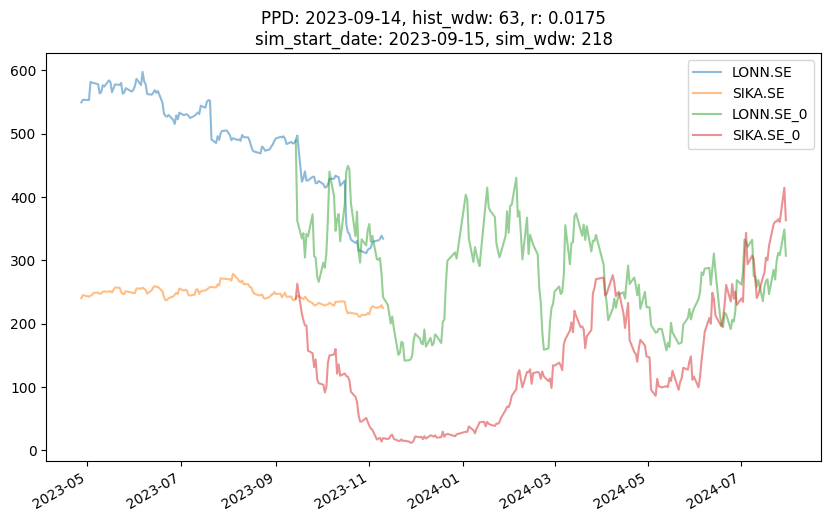 PPD: 2023-09-14, hist_wdw: 63, r: 0.0175
sim_start_date: 2023-09-15, sim_wdw: 218
LONN.SE
SIKA.SE
LONN.SE_0
SIKA.SE_0
600
500
400
300
200
100
0
2023-05
2023-07
2023-09
2023-11
2024-01
2024-03
2024-05
2024-07